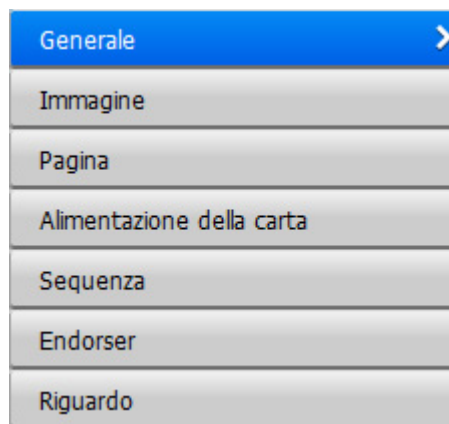 Generale
Immagine
Pagina
Alimentazione della carta
Sequenza
Endorser
Riguardo